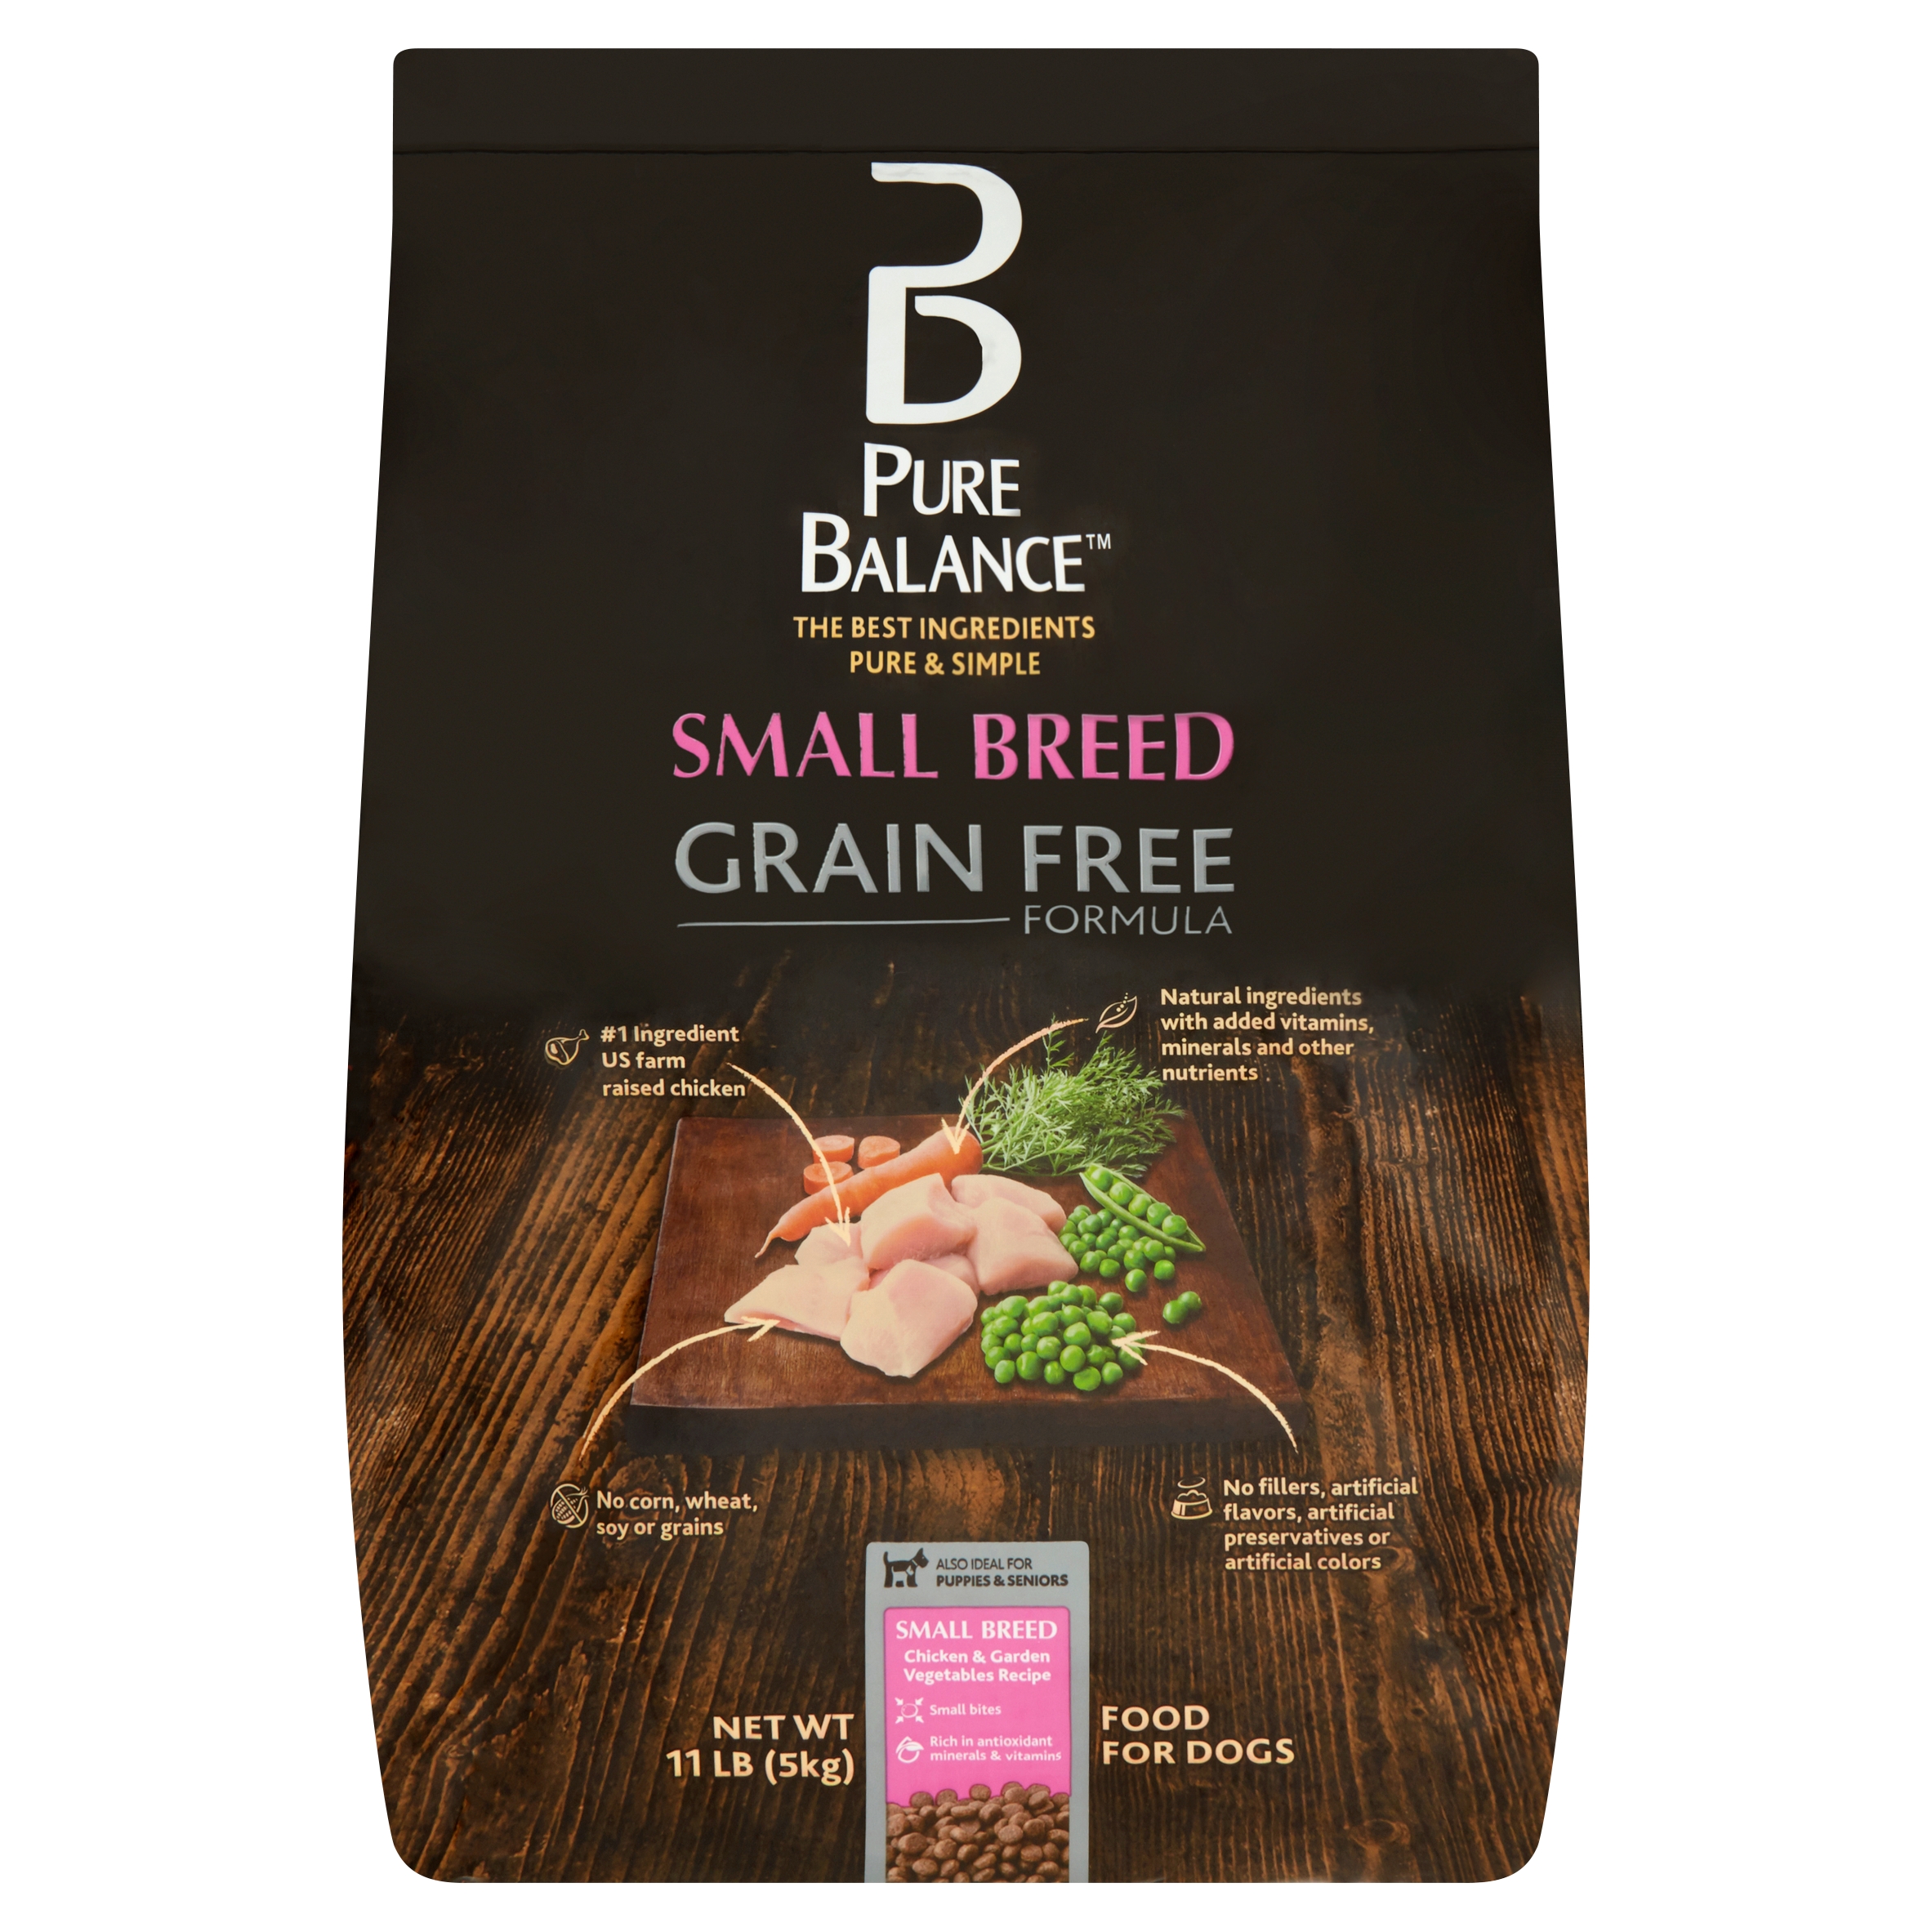 B
PURE
BALANCE™
THE BEST INGREDIENTS
PURE & SIMPLE
SMALL BREED
GRAIN FREE
FORMULA
#1 Ingredient
US farm
raised chicken
Natural ingredients
with added vitamins,
minerals and other
nutrients
No corn, wheat,
soy or grains
No fillers, artificial
flavors, artificial
preservatives or
artificial colors
ALSO IDEAL FOR
PUPPIES & SENIORS
SMALL BREED
Chicken & Garden
Vegetables Recipe
Small bites
Rich in antioxidant
minerals & vitamins
NET WT
11 LB (5kg)
FOOD
FOR DOGS